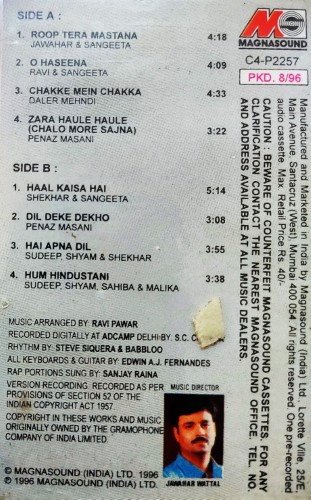 SIDE A :
1. ROOP TERA MASTANA 4:18
JAWAHAR & SANGEETA
2. O HASEENA 4:09
RAVI & SANGEETA
3. CHAKKE MEIN CHAKKA 4:33
DALER MEHNDI
4. ZARA HAULE HAULE
(CHALO MORE SAJNA) 3:22
PENAZ MASANI
SIDE B :
1. HAAL KAISA HAI 5:14
SHEKHAR & SANGEETA
2. DIL DEKE DEKHO 3:08
PENAZ MASANI
3. HAI APNA DIL 3:55
SUDEEP, SHYAM & SHEKHAR
4. HUM HINDUSTANI 3:38
SUDEEP, SHYAM, SAHIBA & MALIKA
MUSIC ARRANGED BY RAVI PAWAR
RECORDED DIGITALLY AT ADCAMP DELHI-BY. S.C.
RHYTHM BY: STEVE SIQUERA & BABBLOO
ALL KEYBOARDS & GUITAR BY EDWIN A.J. FERNANDES
RAP PORTIONS SUNG BY: SANJAY RAINA
VERSION RECORDING. RECORDED AS PER
PROVISIONS OF SECTION 52 OF THE
INDIAN COPYRIGHT ACT 1957
COPYRIGHT IN THESE WORKS AND MUSIC
ORIGINALLY OWNED BY THE GRAMOPHONE
COMPANY OF INDIA LIMITED.
℗ MAGNASOUND (INDIA) LTD. 1996
© MAGNASOUND (INDIA) LTD. 1996
MUSIC DIRECTOR
JAWAHAR WATTAL
MAGNASOUND
C4-P2257
PKD. 8/96
Manufactured and Marketed in India by Magnasound (India) Ltd., Lorette Ville, 25/E,
Main Avenue, Santacruz (West), Mumbai 400 054. All rights reserved. One pre-recorded
audio cassette. Max. Retail Price Rs. 40/-
CAUTION : BEWARE OF COUNTERFEIT MAGNASOUND CASSETTES. FOR ANY
CLARIFICATION CONTACT THE NEAREST MAGNASOUND OFFICE. TEL. NO.
AND ADDRESS AVAILABLE AT ALL MUSIC DEALERS.